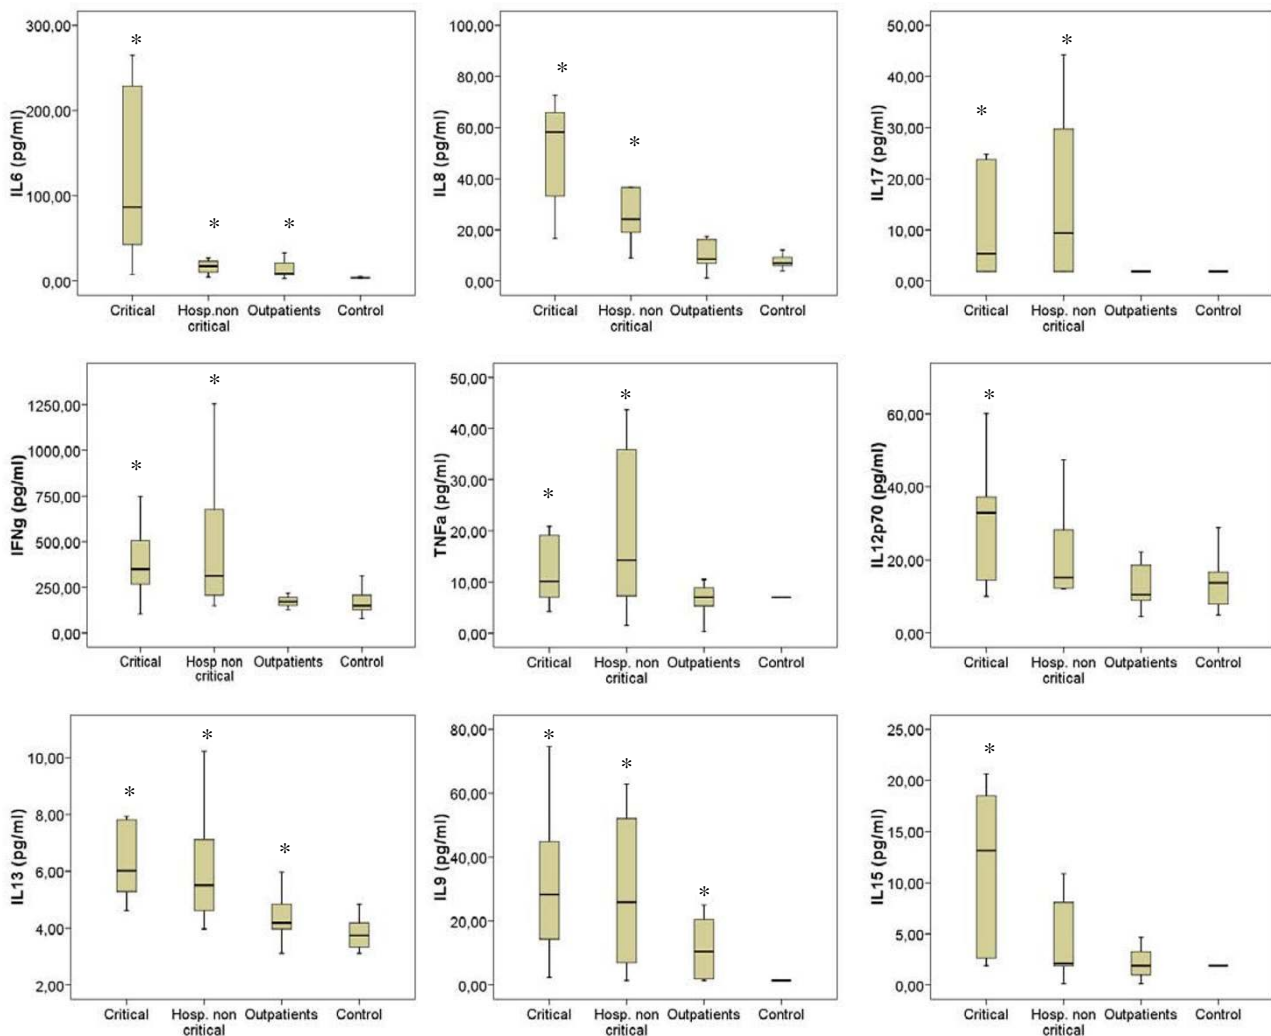 IL6 (pg/ml)
300,00
200,00
100,00
0,00
*
*
*
Critical
Hosp.non
critical
Outpatients
Control
IL8 (pg/ml)
100,00
80,00
60,00
40,00
20,00
0,00
*
*
Critical
Hosp. non
critical
Outpatients
Control
IL17 (pg/ml)
50,00
40,00
30,00
20,00
10,00
0,00
*
*
Critical
Hosp. non
critical
Outpatients
Control
IFNg (pg/ml)
1250,00
1000,00
750,00
500,00
250,00
0,00
*
*
Critical
Hosp non
critical
Outpatients
Control
TNFa (pg/ml)
50,00
40,00
30,00
20,00
10,00
0,00
*
*
Critical
Hosp. non
critical
Outpatients
Control
IL12p70 (pg/ml)
60,00
40,00
20,00
0,00
*
Critical
Hosp. non
critical
Outpatients
Control
IL13 (pg/ml)
10,00
8,00
6,00
4,00
2,00
*
*
*
Critical
Hosp. non
critical
Outpatients
Control
IL9 (pg/ml)
80,00
60,00
40,00
20,00
0,00
*
*
*
Critical
Hosp. non
critical
Outpatients
Control
IL15 (pg/ml)
25,00
20,00
15,00
10,00
5,00
0,00
*
Critical
Hosp. non
critical
Outpatients
Control